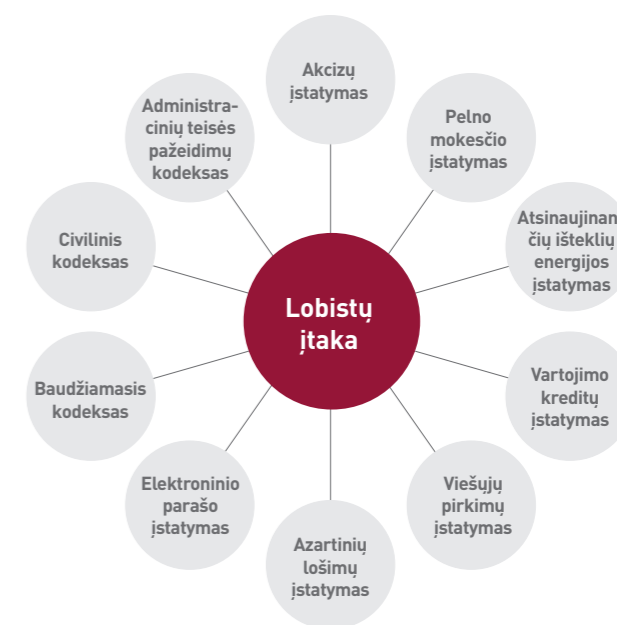 Akcizų
įstatymas
Administra-
cinių teisės
pažeidimų
kodeksas
Pelno
mokesčio
įstatymas
Civilinis
kodeksas
Atsinaujinan
čių išteklių
energijos
įstatymas
Lobistų
įtaka
Baudžiamasis
kodeksas
Vartojimo
kreditų
įstatymas
Elektroninio
parašo
įstatymas
Viešųjų
pirkimų
įstatymas
Azartinių
lošimų
įstatymas